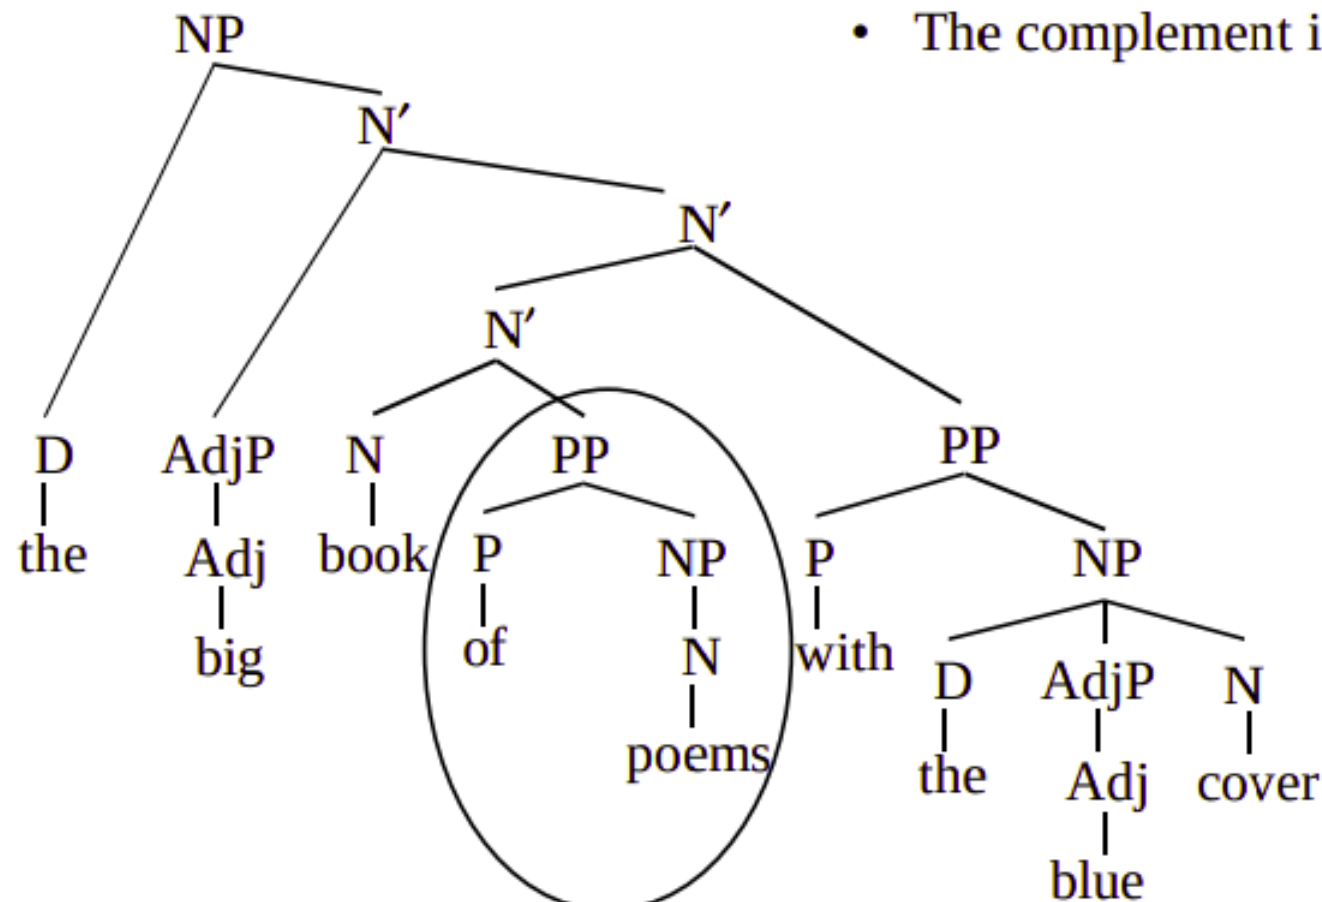 NP • The complement i
N′
N′
N′
D AdjP N PP PP
the Adj book P NP P NP
big of N with D AdjP N
poems the Adj cover
blue